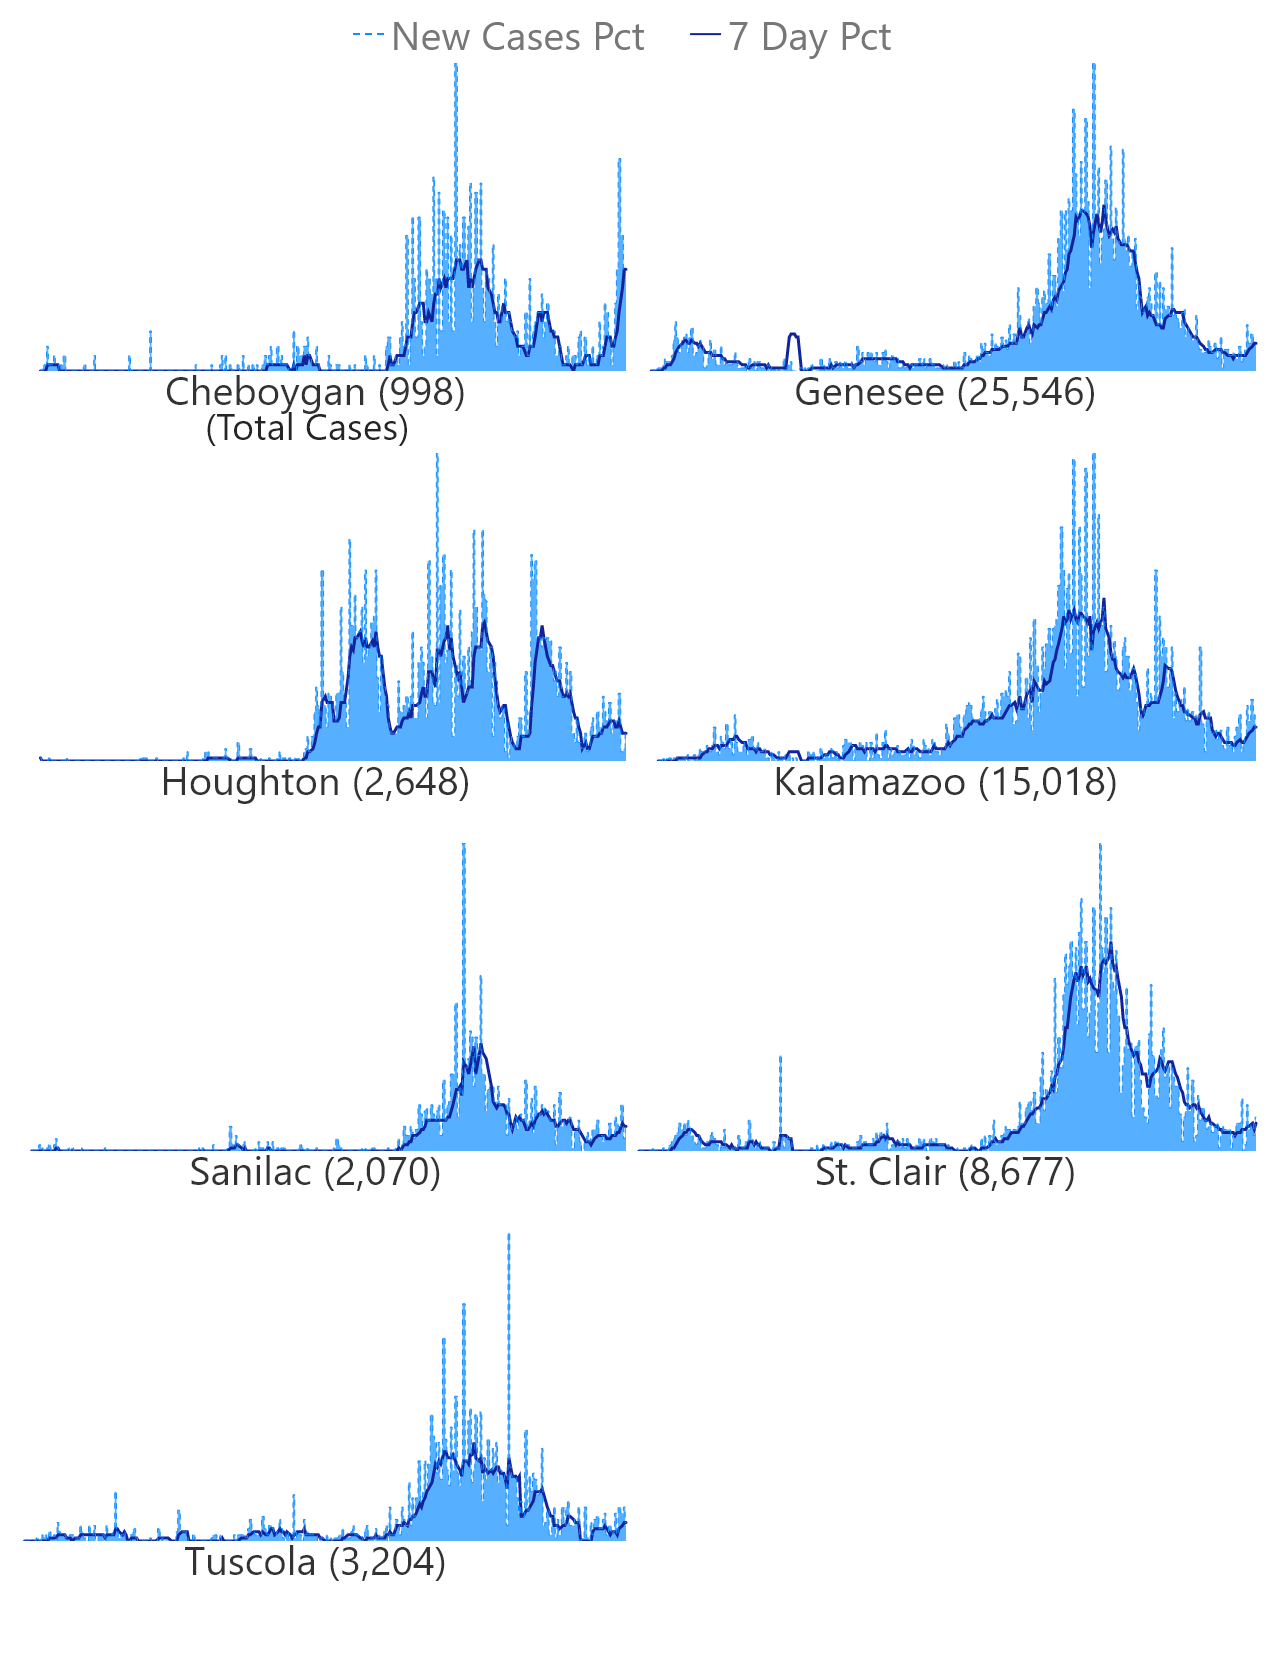 New Cases Pct 7 Day Pct
Cheboygan (998)
(Total Cases)
Genesee (25,546)
Houghton (2,648)
Kalamazoo (15,018)
Sanilac (2,070)
St. Clair (8,677)
Tuscola (3,204)